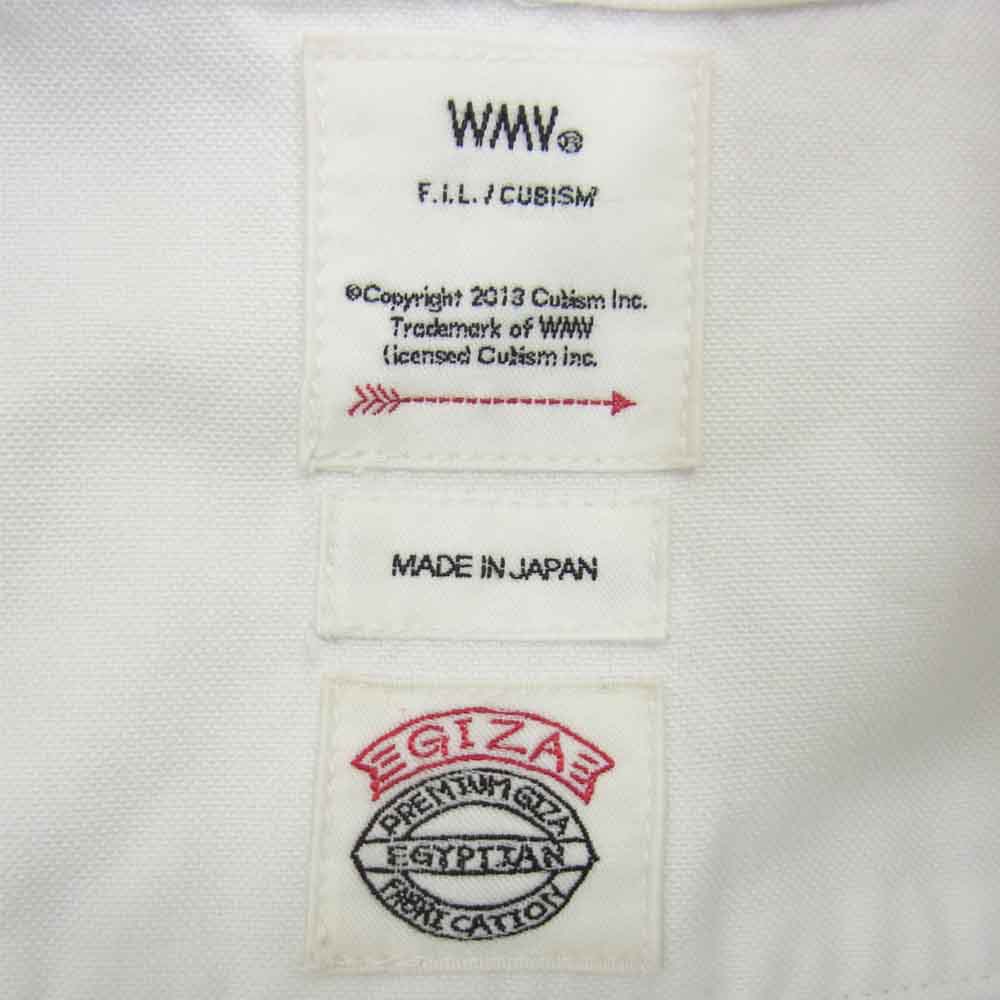 WMV®
F.I.L. / CUBISM
©Copyright 2013 Cubism Inc.
Trademark of WMV
Licensed Cubism Inc.
MADE IN JAPAN
GIZA
PREMIUM GIZA
EGYPTIAN
FABRICATION